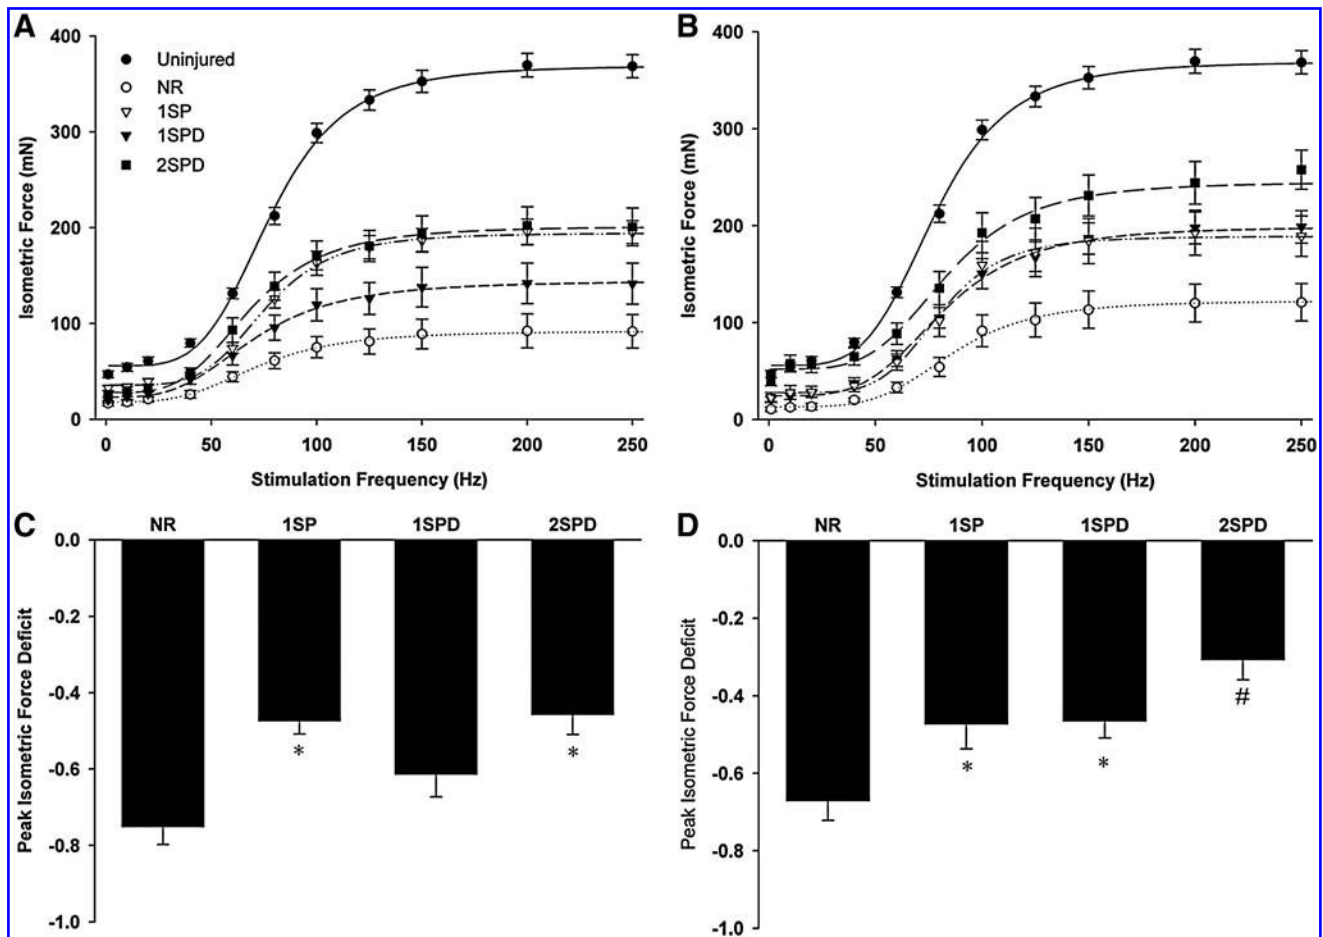 A
B
400
300
200
100
0
Isometric Force (mN)
Uninjured
NR
1SP
1SPD
2SPD
0 50 100 150 200 250
Stimulation Frequency (Hz)
400
300
200
100
0
Isometric Force (mN)
0 50 100 150 200 250
Stimulation Frequency (Hz)
C
NR 1SP 1SPD 2SPD
0.0
-0.2
-0.4
-0.6
-0.8
-1.0
Peak Isometric Force Deficit
* *
D
NR 1SP 1SPD 2SPD
0.0
-0.2
-0.4
-0.6
-0.8
-1.0
Peak Isometric Force Deficit
* * #